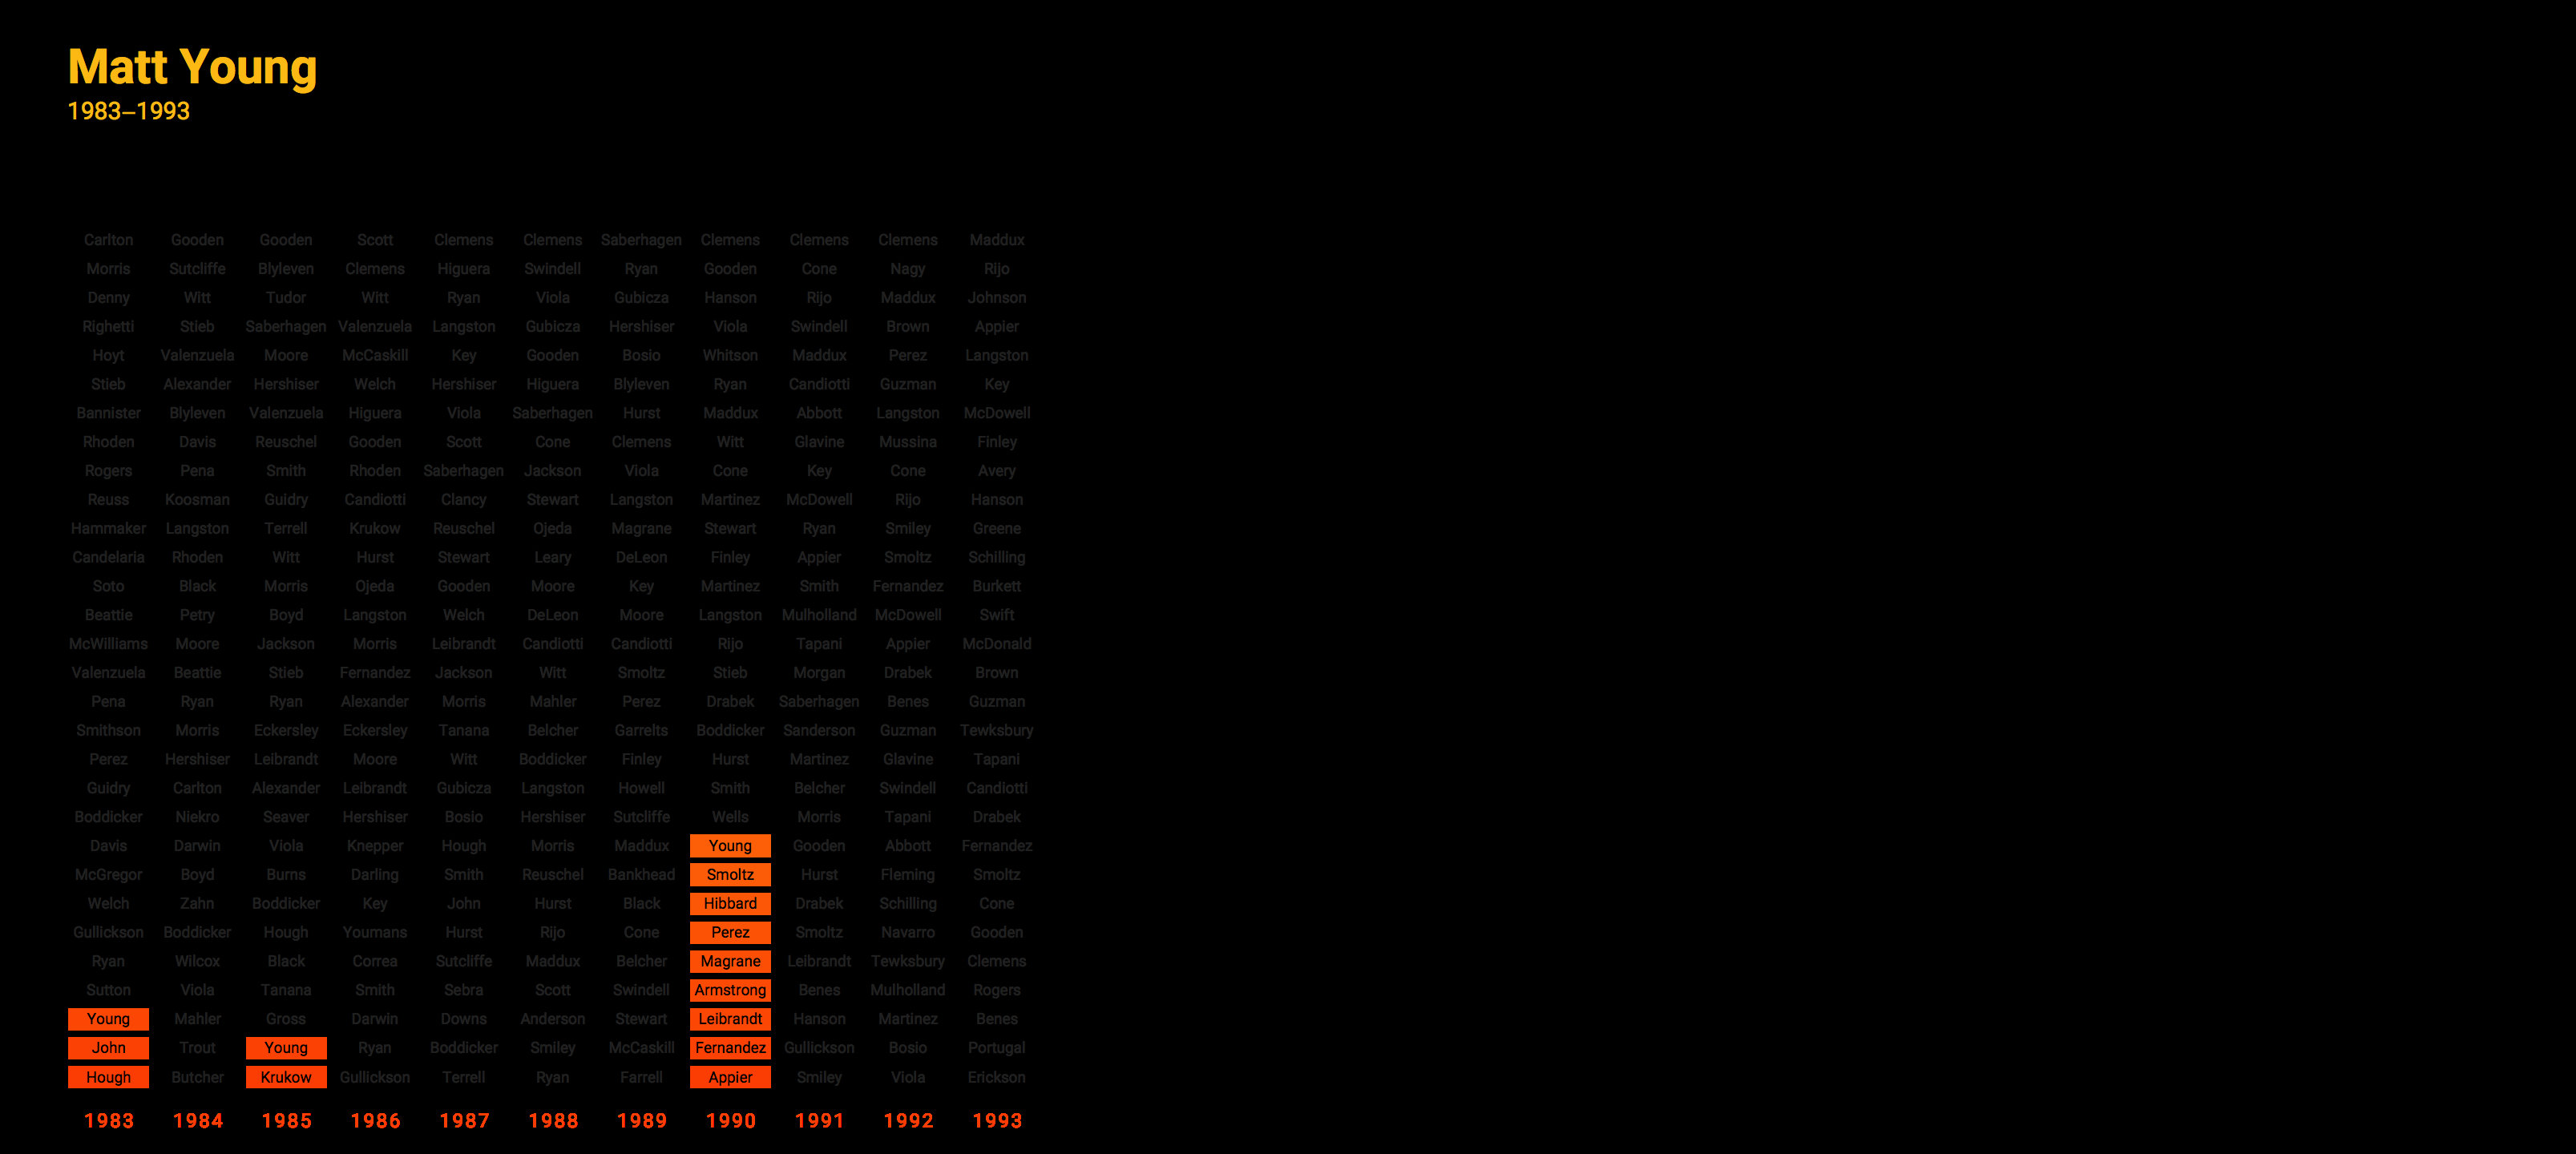 Matt Young
1983–1993
Carlton Gooden Gooden Scott Clemens Clemens Saberhagen Clemens Clemens Clemens Maddux
Morris Sutcliffe Blyleven Clemens Higuera Swindell Ryan Gooden Cone Nagy Rijo
Denny Witt Tudor Witt Ryan Viola Gubicza Hanson Rijo Maddux Johnson
Righetti Stieb Saberhagen Valenzuela Langston Gubicza Hershiser Viola Swindell Brown Appier
Hoyt Valenzuela Moore McCaskill Key Gooden Bosio Whitson Maddux Perez Langston
Stieb Alexander Hershiser Welch Hershiser Higuera Blyleven Ryan Candiotti Guzman Key
Bannister Blyleven Valenzuela Higuera Viola Saberhagen Hurst Maddux Abbott Langston McDowell
Rhoden Davis Reuschel Gooden Scott Cone Clemens Witt Glavine Mussina Finley
Rogers Pena Smith Rhoden Saberhagen Jackson Viola Cone Key Cone Avery
Reuss Koosman Guidry Candiotti Clancy Stewart Langston Martinez McDowell Rijo Hanson
Hammaker Langston Terrell Krukow Reuschel Ojeda Magrane Stewart Ryan Smiley Greene
Candelaria Rhoden Witt Hurst Stewart Leary DeLeon Finley Appier Smoltz Schilling
Soto Black Morris Ojeda Gooden Moore Key Martinez Smith Fernandez Burkett
Beattie Petry Boyd Langston Welch DeLeon Moore Langston Mulholland McDowell Swift
McWilliams Moore Jackson Morris Leibrandt Candiotti Candiotti Rijo Tapani Appier McDonald
Valenzuela Beattie Stieb Fernandez Jackson Witt Smoltz Stieb Morgan Drabek Brown
Pena Ryan Ryan Alexander Morris Mahler Perez Drabek Saberhagen Benes Guzman
Smithson Morris Eckersley Eckersley Tanana Belcher Garrelts Boddicker Sanderson Guzman Tewksbury
Perez Hershiser Leibrandt Moore Witt Boddicker Finley Hurst Martinez Glavine Tapani
Guidry Carlton Alexander Leibrandt Gubicza Langston Howell Smith Belcher Swindell Candiotti
Boddicker Niekro Seaver Hershiser Bosio Hershiser Sutcliffe Wells Morris Tapani Drabek
Davis Darwin Viola Knepper Hough Morris Maddux Young Gooden Abbott Fernandez
McGregor Boyd Burns Darling Smith Reuschel Bankhead Smoltz Hurst Fleming Smoltz
Welch Zahn Boddicker Key John Hurst Black Hibbard Drabek Schilling Cone
Gullickson Boddicker Hough Youmans Hurst Rijo Cone Perez Smoltz Navarro Gooden
Ryan Wilcox Black Correa Sutcliffe Maddux Belcher Magrane Leibrandt Tewksbury Clemens
Sutton Viola Tanana Smith Sebra Scott Swindell Armstrong Benes Mulholland Rogers
Young Mahler Gross Darwin Downs Anderson Stewart Leibrandt Hanson Martinez Benes
John Trout Young Ryan Boddicker Smiley McCaskill Fernandez Gullickson Bosio Portugal
Hough Butcher Krukow Gullickson Terrell Ryan Farrell Appier Smiley Viola Erickson
1983 1984 1985 1986 1987 1988 1989 1990 1991 1992 1993